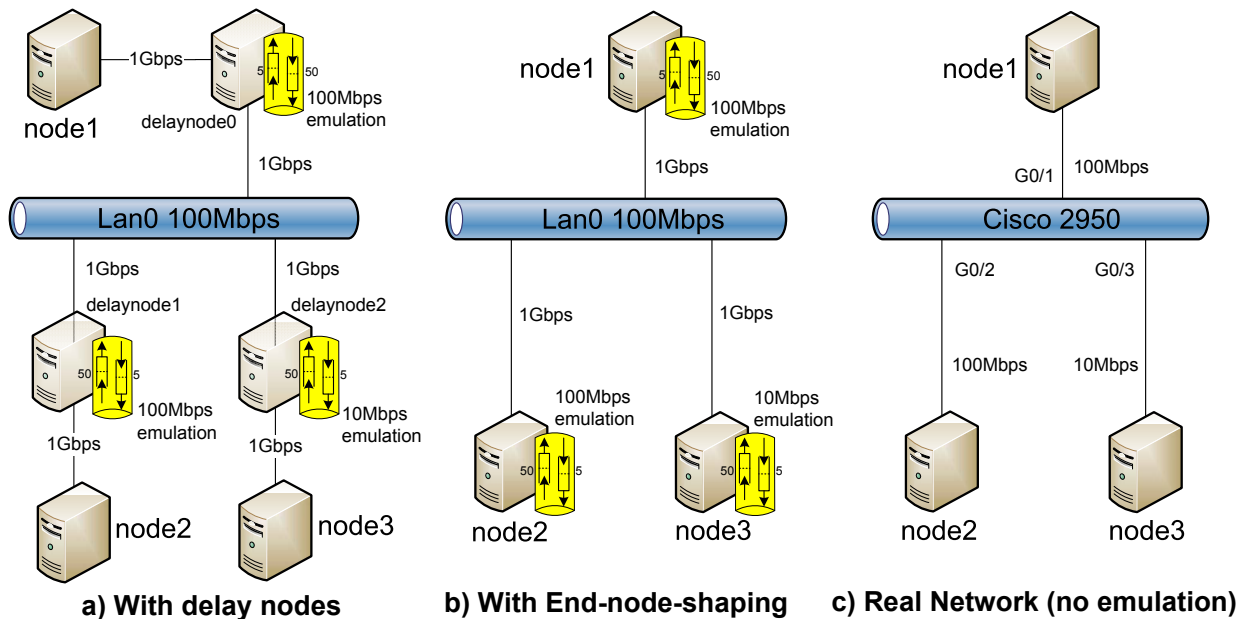 1Gbps
5
50
100Mbps
emulation
node1
delaynode0
1Gbps
Lan0 100Mbps
1Gbps
1Gbps
delaynode1
delaynode2
50
5
50
5
100Mbps
emulation
10Mbps
emulation
1Gbps
1Gbps
node2
node3
a) With delay nodes
node1
5
50
100Mbps
emulation
1Gbps
Lan0 100Mbps
1Gbps
1Gbps
100Mbps
emulation
10Mbps
emulation
50
5
50
5
node2
node3
b) With End-node-shaping
node1
100Mbps
G0/1
Cisco 2950
G0/2
G0/3
100Mbps
10Mbps
node2
node3
c) Real Network (no emulation)